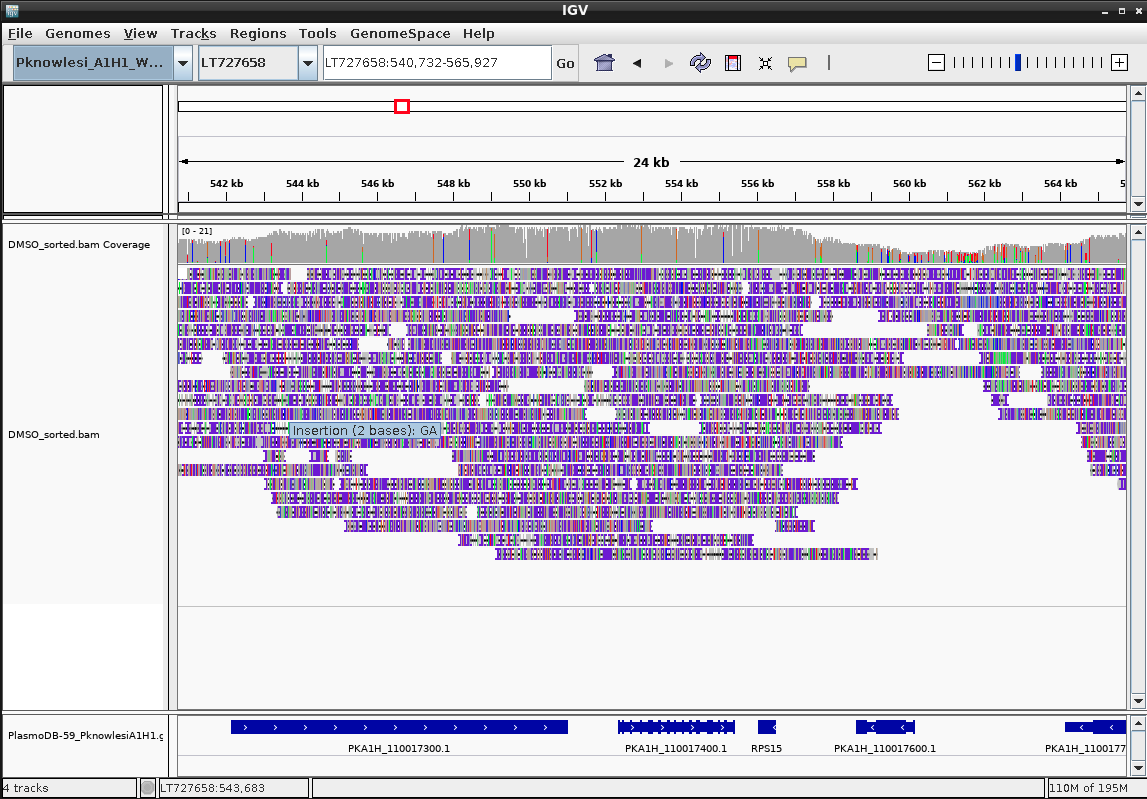 IGV
File Genomes View Tracks Regions Tools GenomeSpace Help
Pknowlesi_A1H1_W... LT727658 LT727658:540,732-565,927 Go
24 kb
542 kb 544 kb 546 kb 548 kb 550 kb 552 kb 554 kb 556 kb 558 kb 560 kb 562 kb 564 kb 5
[0 - 21]
DMSO_sorted.bam Coverage
Insertion (2 bases): GA
DMSO_sorted.bam
PlasmoDB-59_PknowlesiA1H1.g
PKA1H_110017300.1 PKA1H_110017400.1 RPS15 PKA1H_110017600.1 PKA1H_1100177
4 tracks LT727658:543,683 110M of 195M